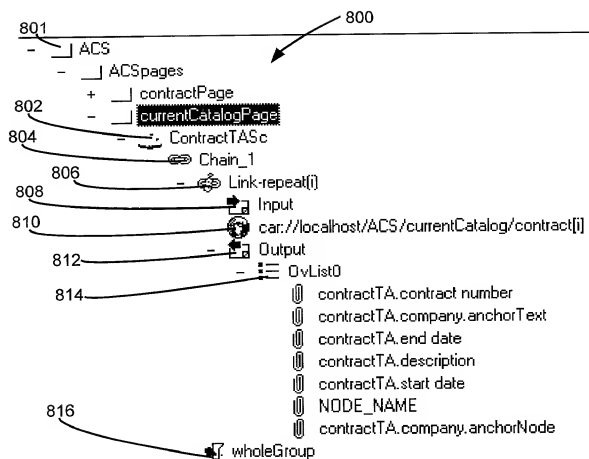 800
801 - ACS
- ACSpages
+ contractPage
- currentCatalogPage
802 - ContractTASc
804 Chain_1
806 - Link-repeat(i)
808 Input
810 car://localhost/ACS/currentCatalog/contract[i]
812 - Output
814 - OvList0
contractTA.contract number
contractTA.company.anchorText
contractTA.end date
contractTA.description
contractTA.start date
NODE_NAME
contractTA.company.anchorNode
816 wholeGroup